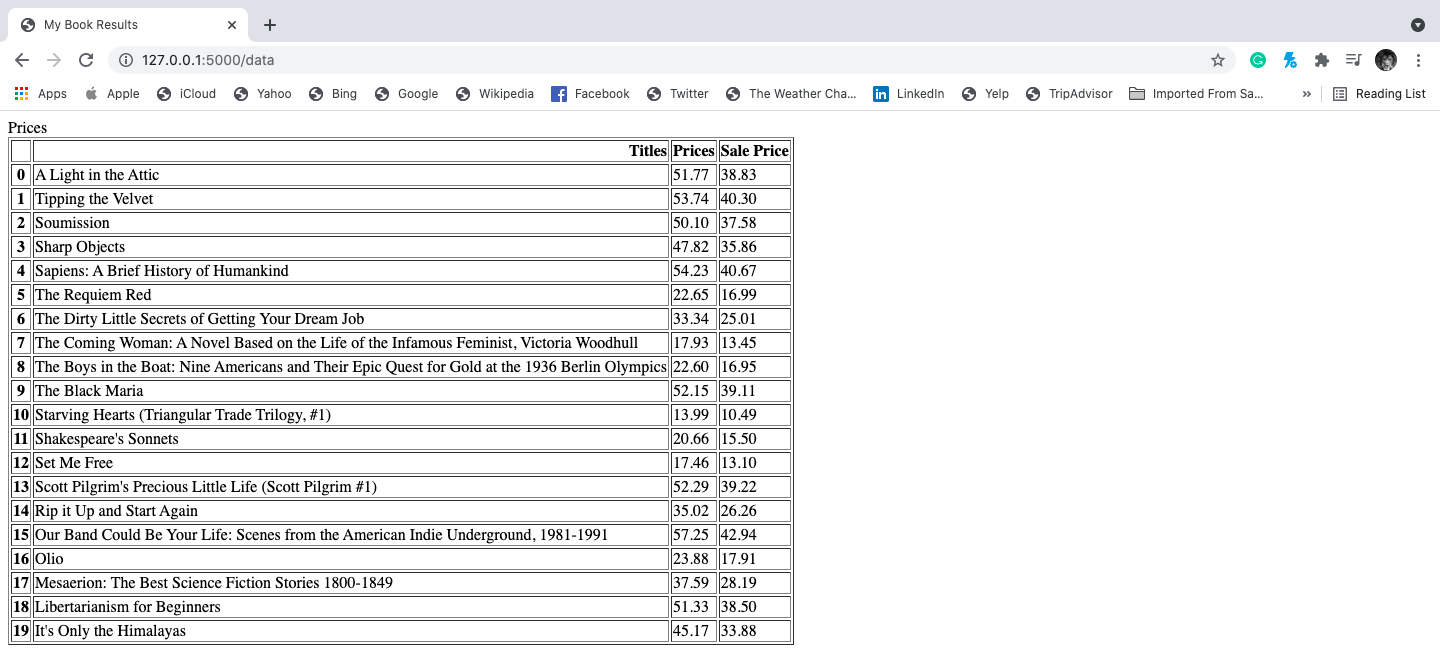 My Book Results
127.0.0.1:5000/data
Apps Apple iCloud Yahoo Bing Google Wikipedia Facebook Twitter The Weather Cha... LinkedIn Yelp TripAdvisor Imported From Sa... » Reading List
Prices
Titles Prices Sale Price
0 A Light in the Attic 51.77 38.83
1 Tipping the Velvet 53.74 40.30
2 Soumission 50.10 37.58
3 Sharp Objects 47.82 35.86
4 Sapiens: A Brief History of Humankind 54.23 40.67
5 The Requiem Red 22.65 16.99
6 The Dirty Little Secrets of Getting Your Dream Job 33.34 25.01
7 The Coming Woman: A Novel Based on the Life of the Infamous Feminist, Victoria Woodhull 17.93 13.45
8 The Boys in the Boat: Nine Americans and Their Epic Quest for Gold at the 1936 Berlin Olympics 22.60 16.95
9 The Black Maria 52.15 39.11
10 Starving Hearts (Triangular Trade Trilogy, #1) 13.99 10.49
11 Shakespeare's Sonnets 20.66 15.50
12 Set Me Free 17.46 13.10
13 Scott Pilgrim's Precious Little Life (Scott Pilgrim #1) 52.29 39.22
14 Rip it Up and Start Again 35.02 26.26
15 Our Band Could Be Your Life: Scenes from the American Indie Underground, 1981-1991 57.25 42.94
16 Olio 23.88 17.91
17 Mesaerion: The Best Science Fiction Stories 1800-1849 37.59 28.19
18 Libertarianism for Beginners 51.33 38.50
19 It's Only the Himalayas 45.17 33.88